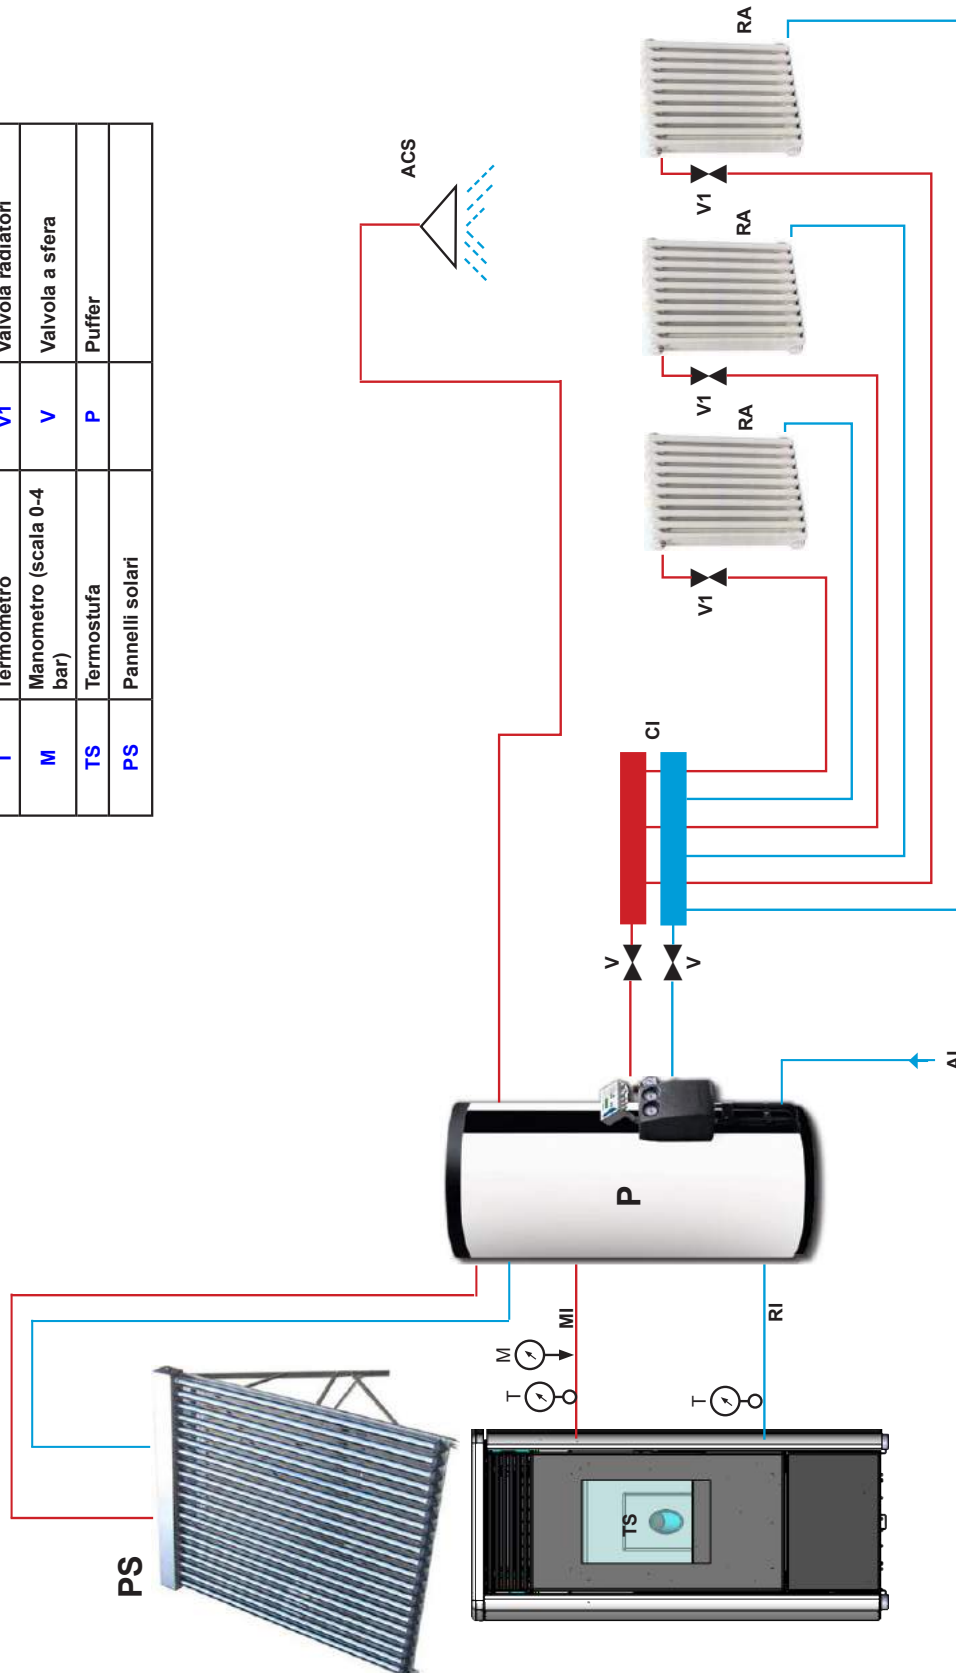 T Termometro V1 Valvola radiatori
M Manometro (scala 0-4
bar) V Valvola a sfera
TS Termostufa P Puffer
PS Pannelli solari
ACS
RA
V1
RA
V1
RA
V1
CI
V
V
P
MI
RI
M
T
T
TS
PS